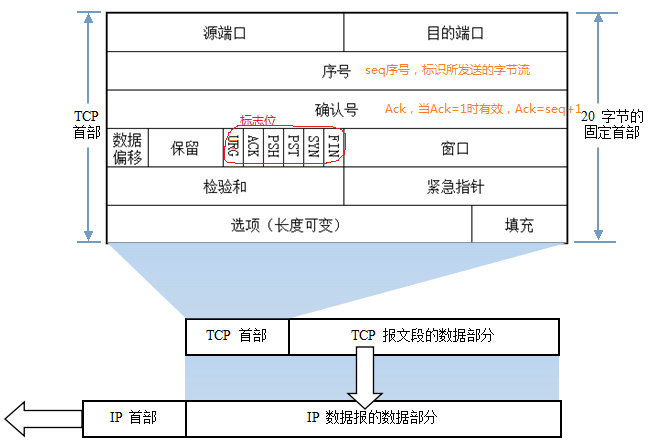 源端口 目的端口
序号 seq序号，标识所发送的字节流
TCP
首部
确认号 Ack，当Ack=1时有效，Ack=seq+1
20 字节的
固定首部
标志位
数据
偏移
保留
URG ACK PSH PST SYN FIN
窗口
检验和 紧急指针
选项（长度可变） 填充
TCP 首部 TCP 报文段的数据部分
IP 首部 IP 数据报的数据部分